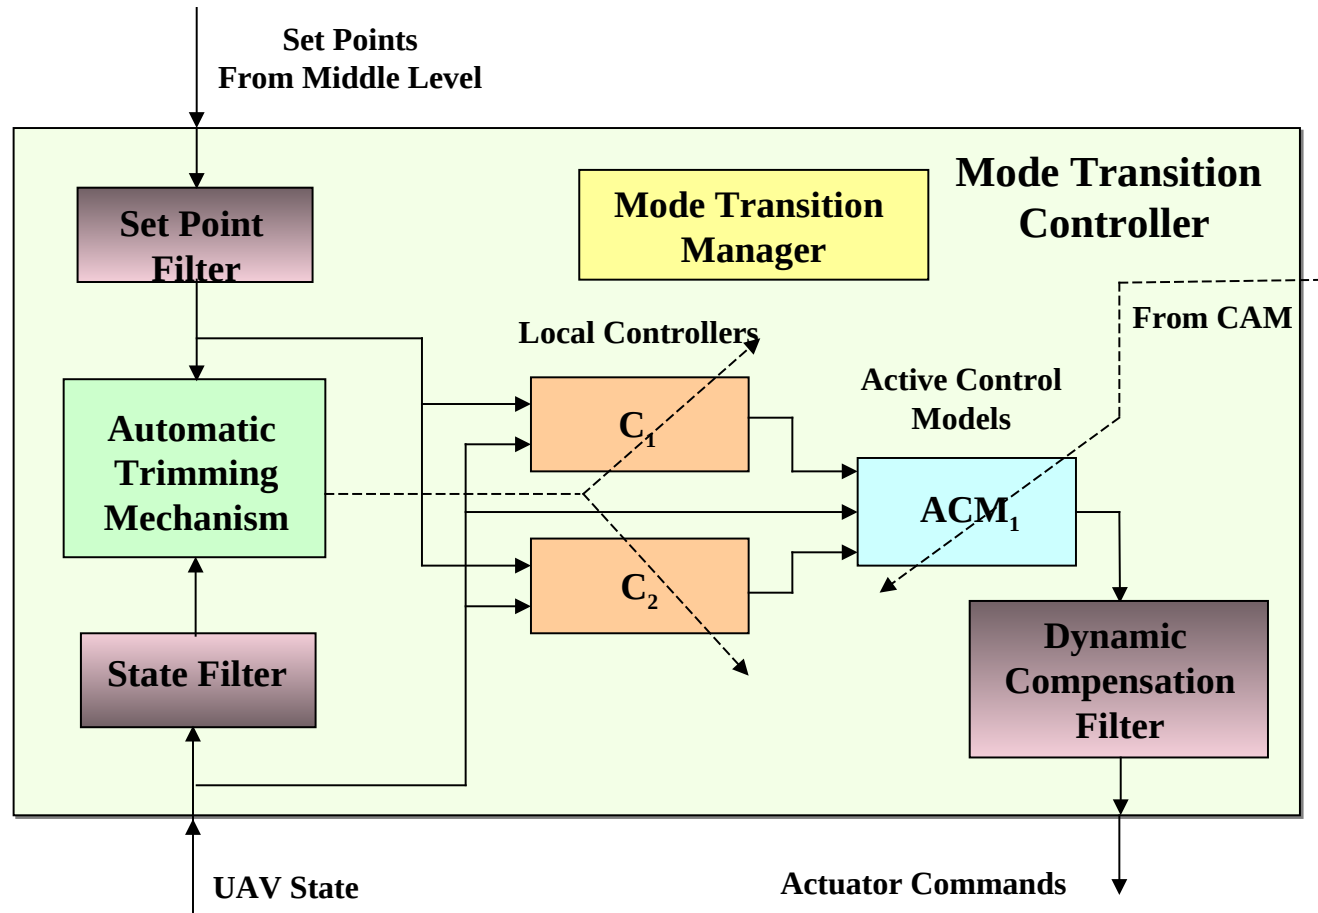 Set Points
From Middle Level
Mode Transition
Controller
Mode Transition
Manager
Set Point
Filter
From CAM
Local Controllers
Active Control
Models
C1
Automatic
Trimming
Mechanism
ACM1
C2
Dynamic
Compensation
Filter
State Filter
UAV State
Actuator Commands